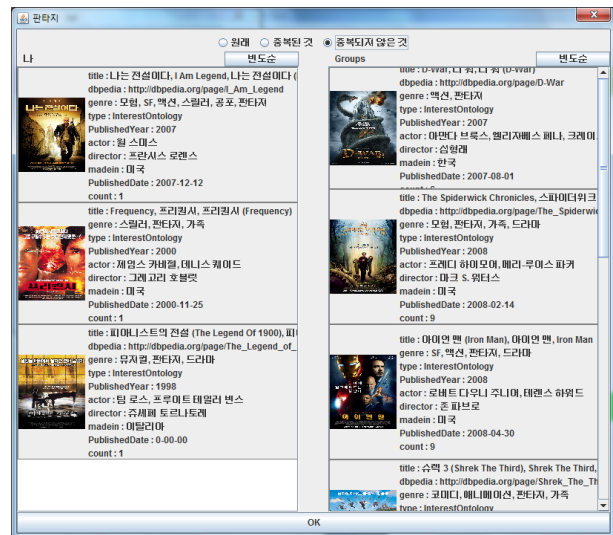 판타지
원래 중복된 것 중복되지 않은 것
나 빈도순
title : 나는 전설이다, I Am Legend, 나는 전설이다 (
dbpedia : http://dbpedia.org/page/I_Am_Legend
genre : 모험, SF, 액션, 스릴러, 공포, 판타지
type : InterestOntology
PublishedYear : 2007
actor : 윌 스미스
director : 프란시스 로렌스
madein : 미국
PublishedDate : 2007-12-12
count : 1
title : Frequency, 프리퀀시, 프리퀀시 (Frequency)
genre : 스릴러, 판타지, 가족
type : InterestOntology
PublishedYear : 2000
actor : 제임스 카비젤, 데니스 퀘이드
director : 그레고리 호블릿
madein : 미국
PublishedDate : 2000-11-25
count : 1
title : 피아니스트의 전설 (The Legend Of 1900), 피
dbpedia : http://dbpedia.org/page/The_Legend_of_
genre : 뮤지컬, 판타지, 드라마
type : InterestOntology
PublishedYear : 1998
actor : 팀 로스, 프루이트 테일러 빈스
director : 쥬세페 토르나토레
madein : 이탈리아
PublishedDate : 0-00-00
count : 1
Groups 빈도순
title : D-War, 디 워, 디 워 (D-War)
dbpedia : http://dbpedia.org/page/D-War
genre : 액션, 판타지
type : InterestOntology
PublishedYear : 2007
actor : 아만다 브룩스, 엘리자베스 페냐, 크레이
director : 심형래
madein : 한국
PublishedDate : 2007-08-01
title : The Spiderwick Chronicles, 스파이더위크
dbpedia : http://dbpedia.org/page/The_Spiderwi
genre : 모험, 판타지, 가족, 드라마
type : InterestOntology
PublishedYear : 2008
actor : 프레디 하이모어, 메리-루이스 파커
director : 마크 S. 워터스
madein : 미국
PublishedDate : 2008-02-14
count : 9
title : 아이언 맨 (Iron Man), 아이언 맨, Iron Man
genre : SF, 액션, 판타지, 드라마
type : InterestOntology
PublishedYear : 2008
actor : 로버트 다우니 주니어, 테렌스 하워드
director : 존 파브로
madein : 미국
PublishedDate : 2008-04-30
count : 9
title : 슈렉 3 (Shrek The Third), Shrek The Third,
dbpedia : http://dbpedia.org/page/Shrek_The_Th
genre : 코미디, 애니메이션, 판타지, 가족
type : InterestOntology
OK